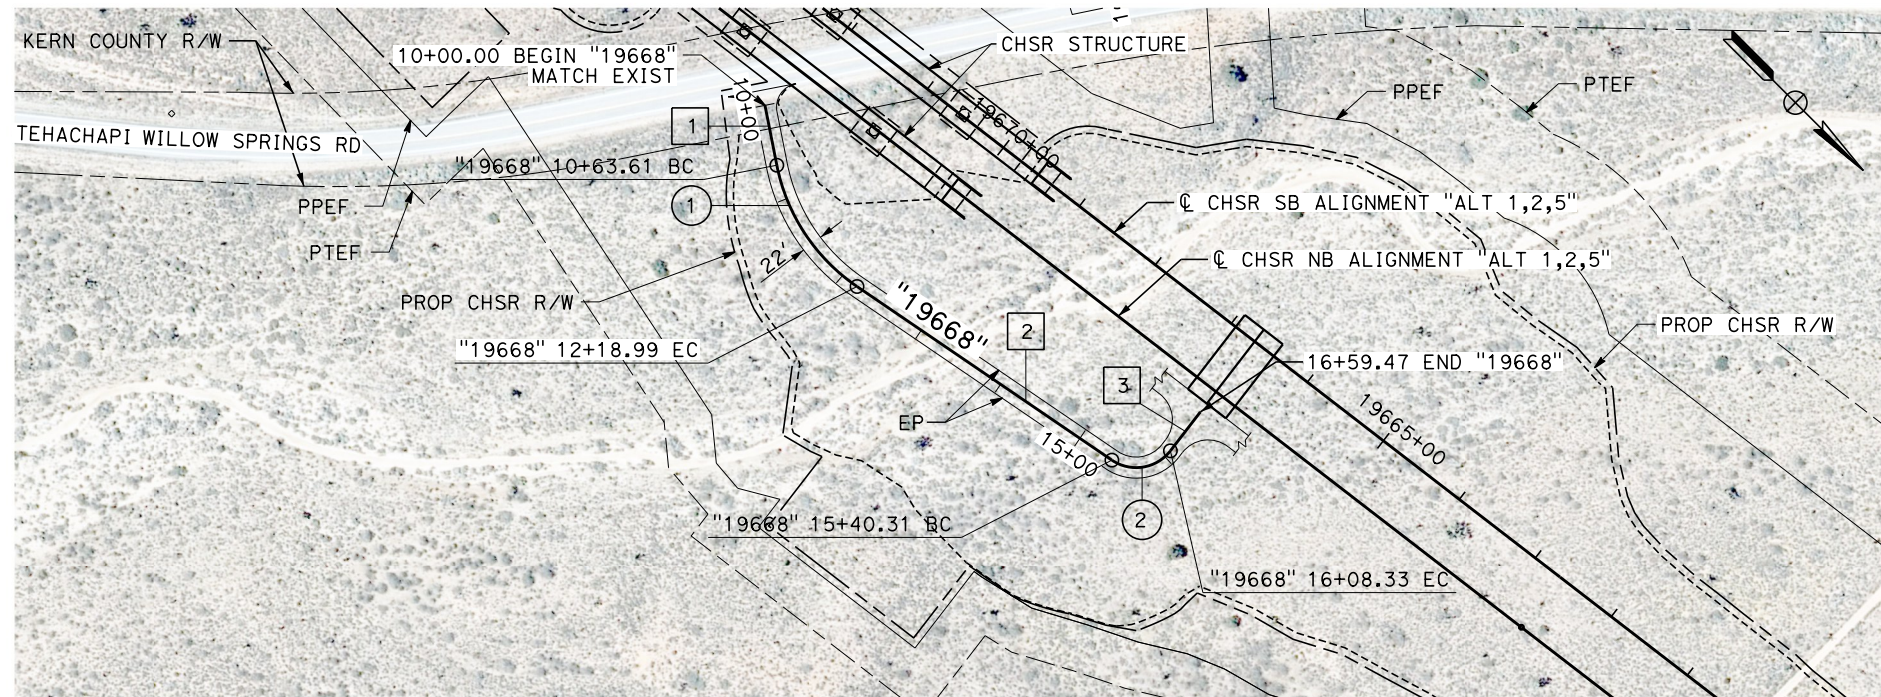 KERN COUNTY R/W
10+00.00 BEGIN "19668"
MATCH EXIST
CHSR STRUCTURE
PPEF
PTEF
TEHACHAPI WILLOW SPRINGS RD
1
10+00
19670+00
"19668" 10+63.61 BC
PPEF
1
℄ CHSR SB ALIGNMENT "ALT 1,2,5"
PTEF
22'
℄ CHSR NB ALIGNMENT "ALT 1,2,5"
PROP CHSR R/W
"19668"
2
PROP CHSR R/W
"19668" 12+18.99 EC
16+59.47 END "19668"
3
EP
15+00
19665+00
"19668" 15+40.31 BC
2
"19668" 16+08.33 EC